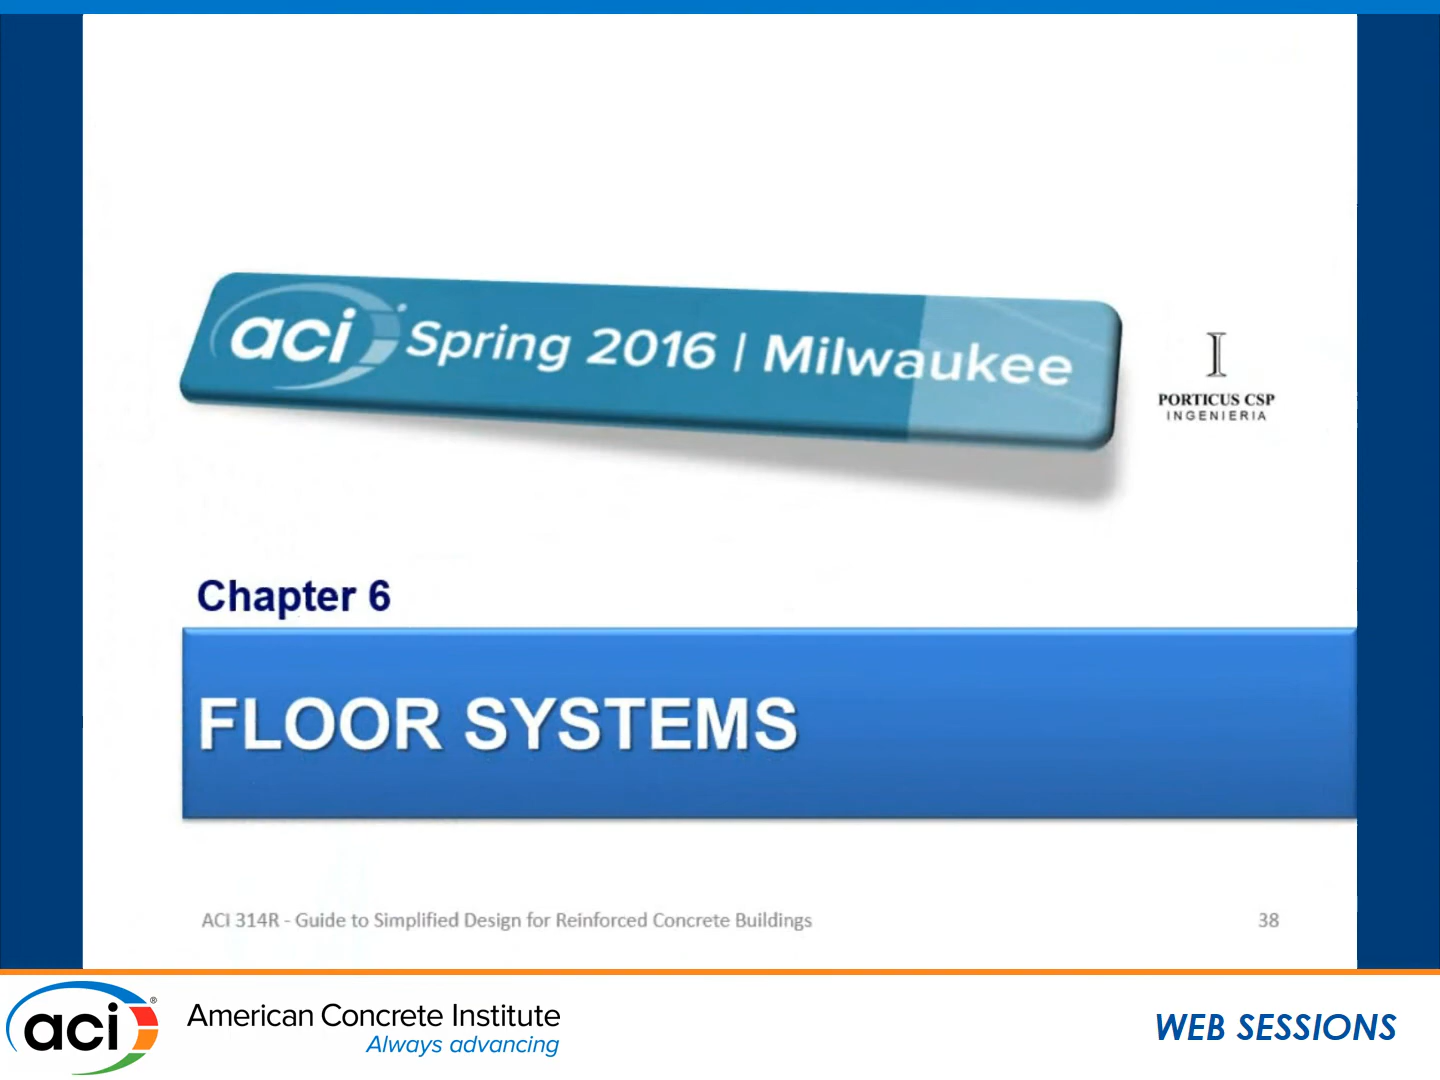 aci Spring 2016 | Milwaukee
PORTICUS CSP
INGENIERIA
Chapter 6
FLOOR SYSTEMS
ACI 314R - Guide to Simplified Design for Reinforced Concrete Buildings
38
aci®
American Concrete Institute
Always advancing
WEB SESSIONS